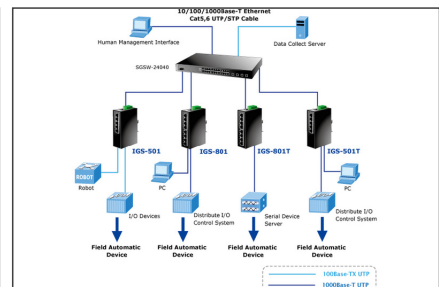 10/100/1000Base-T Ethernet
Cat5,6 UTP/STP Cable
Human Management Interface
Data Collect Server
SGSW-24040
IGS-501
IGS-801
IGS-801T
IGS-501T
ROBOT
Robot
PC
PC
I/O Devices
Distribute I/O
Control System
Serial Device
Server
Distribute I/O
Control System
Field Automatic
Device
Field Automatic
Device
Field Automatic
Device
Field Automatic
Device
100Base-TX UTP
1000Base-T UTP